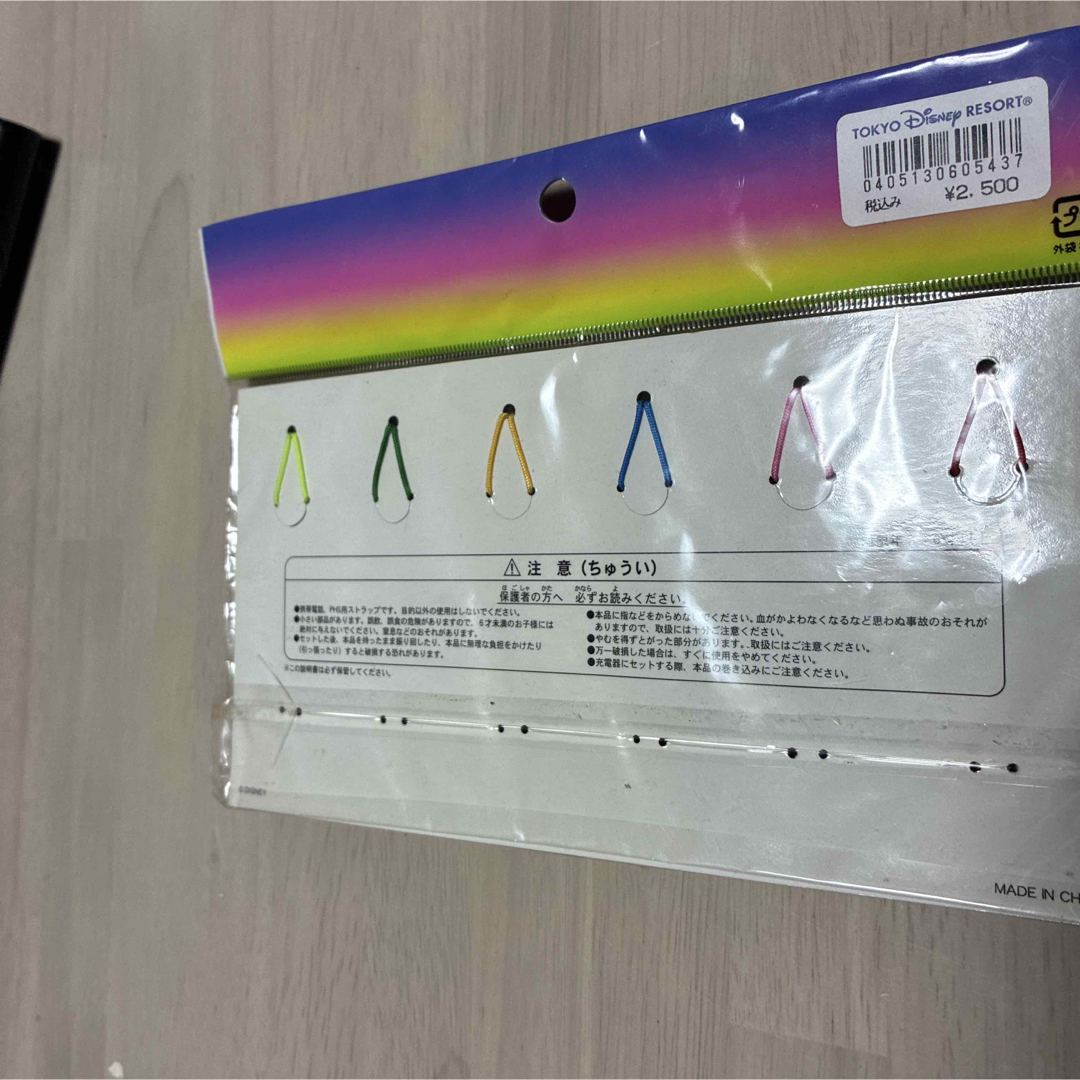 TOKYO Disney RESORT®
0405130605437
税込み ¥2,500
外袋
⚠ 注 意(ちゅうい)
保護者の方へ 必ずお読みください。
ほごしゃ かた かなら よ
●携帯電話、PHS用ストラップです。目的以外の使用はしないでください。
●小さい部品があります。誤飲、誤食の危険がありますので、6才未満のお子様には
絶対に与えないでください。窒息などのおそれがあります。
●セットした後、本品を持ったまま振り回したり、本品に無理な負担をかけたり
(引っ張ったり)すると破損する恐れがあります。
●本品に指などをからめないでください。血がかよわなくなるなど思わぬ事故のおそれが
ありますので、取扱には十分ご注意ください。
●やむを得ずとがった部分があります。取扱にはご注意ください。
●万一破損した場合は、すぐに使用をやめてください。
●充電器にセットする際、本品の巻き込みにご注意ください。
※この説明書は必ず保管してください。
©DISNEY
MADE IN CH